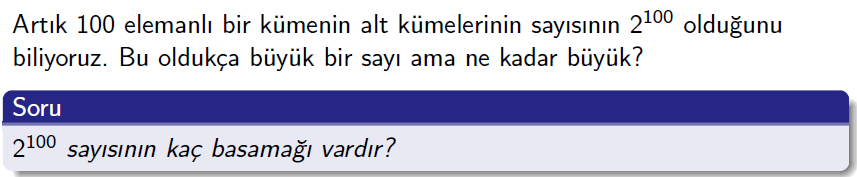 Artık 100 elemanlı bir kümenin alt kümelerinin sayısının 2^100 olduğunu
biliyoruz. Bu oldukça büyük bir sayı ama ne kadar büyük?
Soru
2^100 sayısının kaç basamağı vardır?